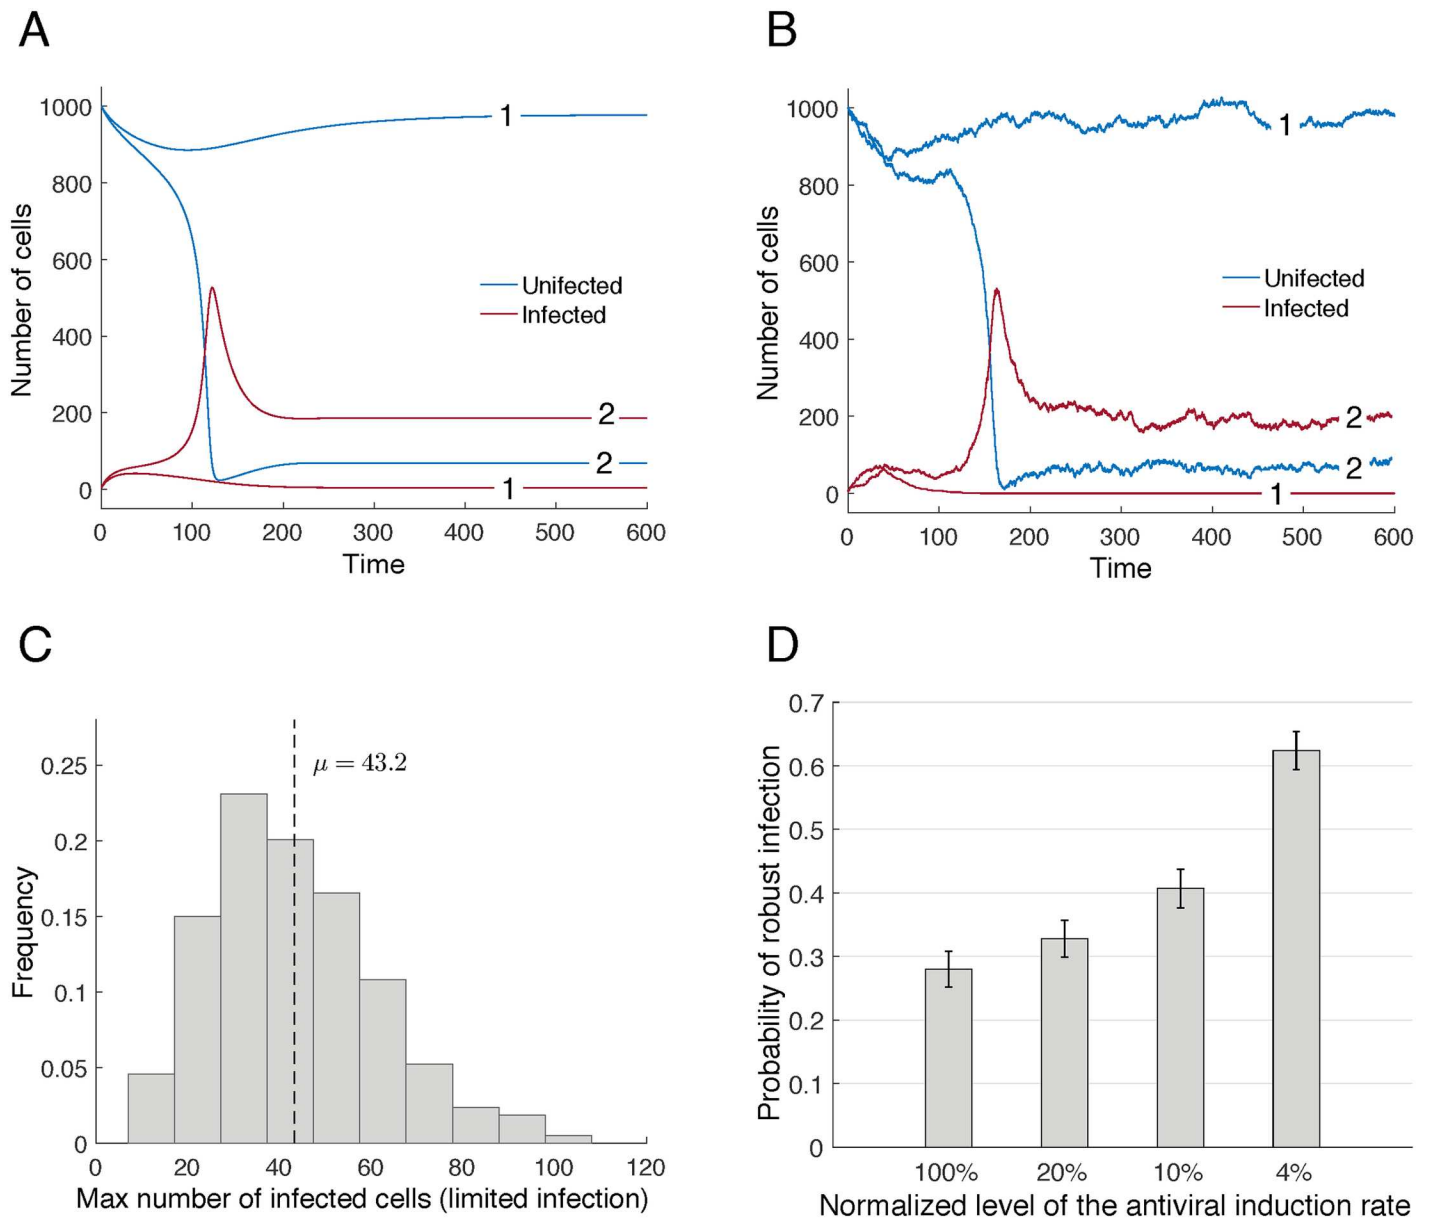 A
1000
800
600
400
200
0
Number of cells
1
Unifected
Infected
2
2
1
0 100 200 300 400 500 600
Time
B
1000
800
600
400
200
0
Number of cells
1
Unifected
Infected
2
2
1
0 100 200 300 400 500 600
Time
C
0.25
0.2
0.15
0.1
0.05
0
Frequency
μ = 43.2
0 20 40 60 80 100 120
Max number of infected cells (limited infection)
D
0.7
0.6
0.5
0.4
0.3
0.2
0.1
0
Probability of robust infection
100% 20% 10% 4%
Normalized level of the antiviral induction rate